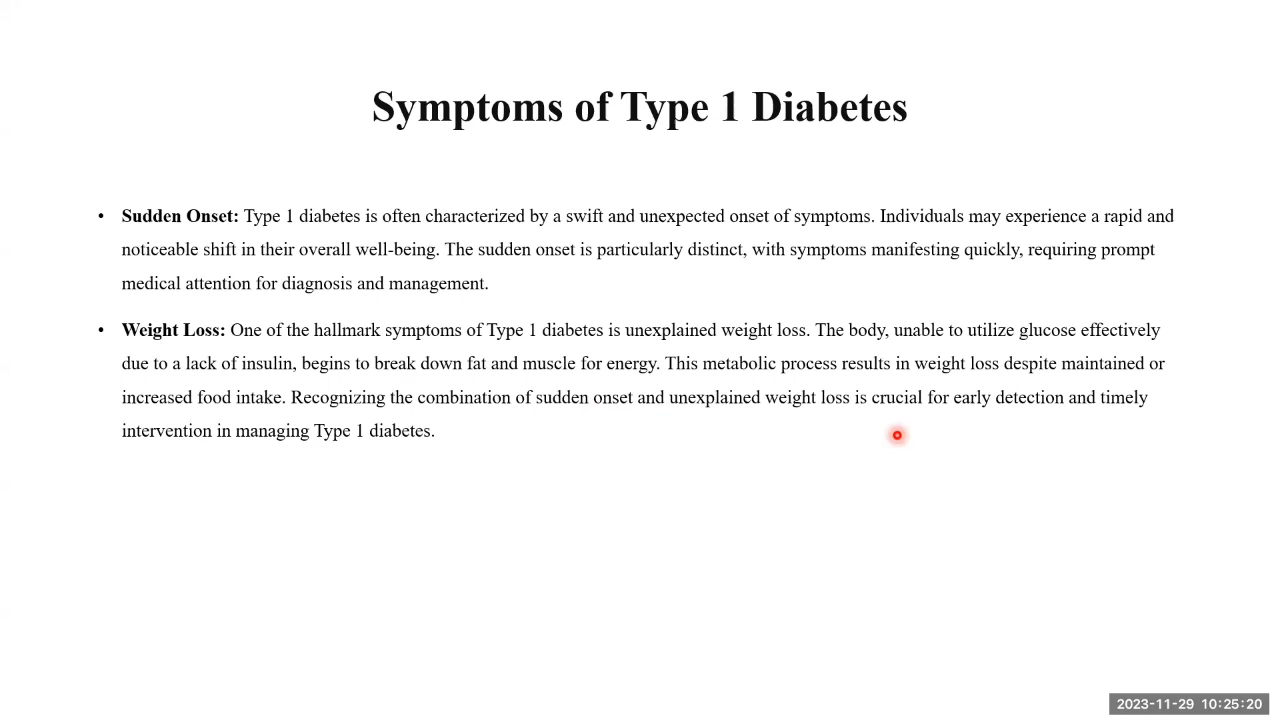 Symptoms of Type 1 Diabetes
• Sudden Onset: Type 1 diabetes is often characterized by a swift and unexpected onset of symptoms. Individuals may experience a rapid and
noticeable shift in their overall well-being. The sudden onset is particularly distinct, with symptoms manifesting quickly, requiring prompt
medical attention for diagnosis and management.
• Weight Loss: One of the hallmark symptoms of Type 1 diabetes is unexplained weight loss. The body, unable to utilize glucose effectively
due to a lack of insulin, begins to break down fat and muscle for energy. This metabolic process results in weight loss despite maintained or
increased food intake. Recognizing the combination of sudden onset and unexplained weight loss is crucial for early detection and timely
intervention in managing Type 1 diabetes.
2023-11-29 10:25:20